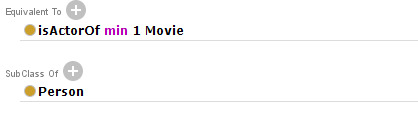 Equivalent To
isActorOf min 1 Movie
SubClass Of
Person